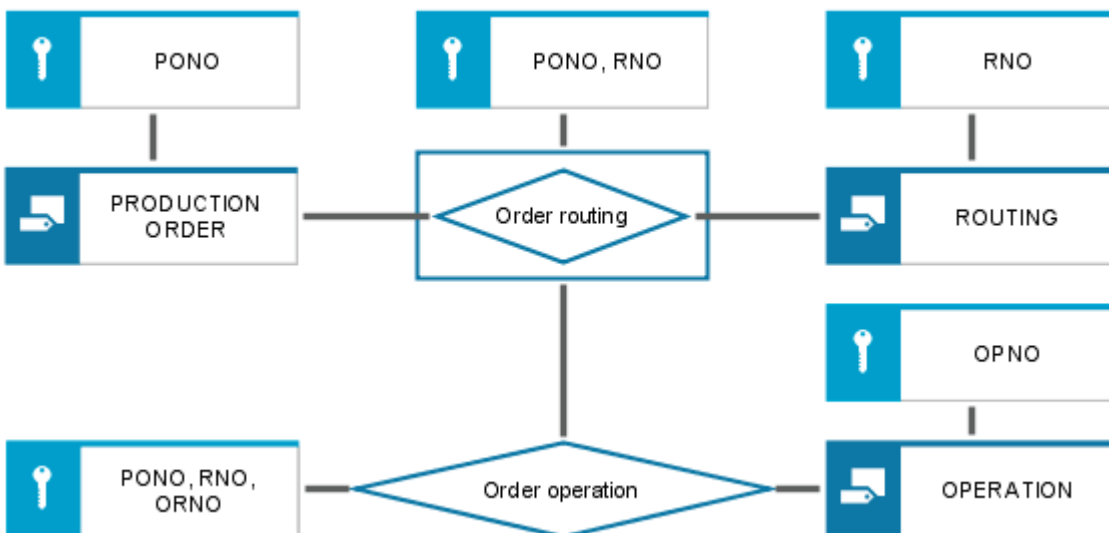 PONO
PONO, RNO
RNO
PRODUCTION
ORDER
Order routing
ROUTING
OPNO
PONO, RNO,
ORNO
Order operation
OPERATION